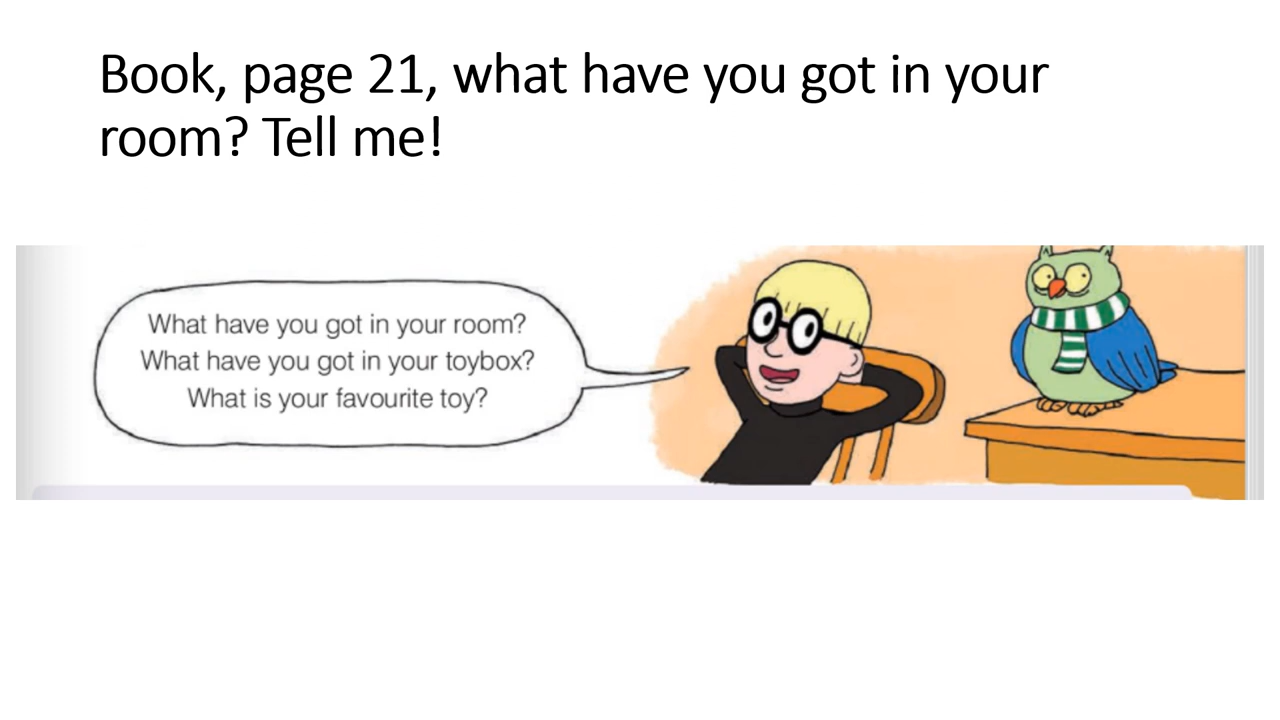 Book, page 21, what have you got in your
room? Tell me!
What have you got in your room?
What have you got in your toybox?
What is your favourite toy?